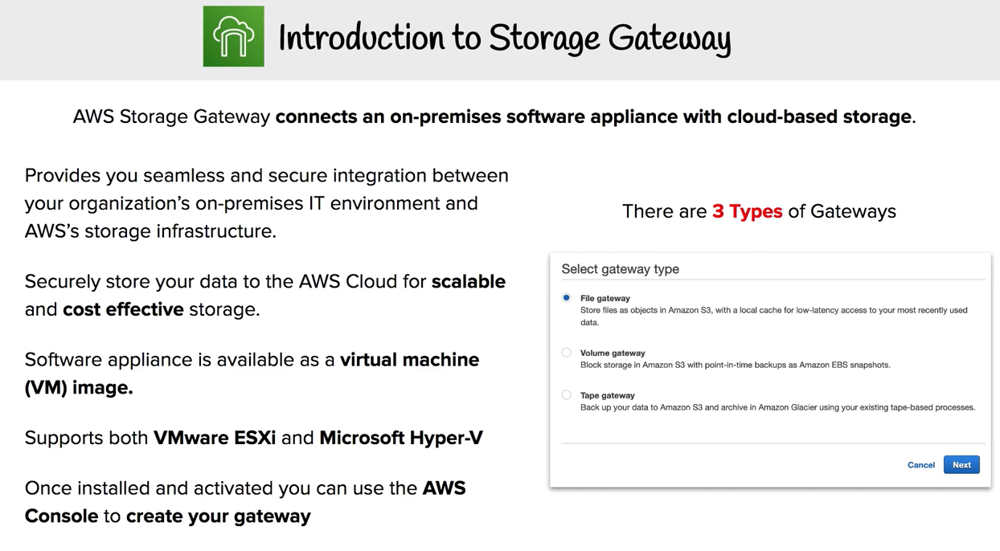 Introduction to Storage Gateway
AWS Storage Gateway connects an on-premises software appliance with cloud-based storage.
Provides you seamless and secure integration between
your organization’s on-premises IT environment and
AWS’s storage infrastructure.
Securely store your data to the AWS Cloud for scalable
and cost effective storage.
Software appliance is available as a virtual machine
(VM) image.
Supports both VMware ESXi and Microsoft Hyper-V
Once installed and activated you can use the AWS
Console to create your gateway
There are 3 Types of Gateways
Select gateway type
File gateway
Store files as objects in Amazon S3, with a local cache for low-latency access to your most recently used
data.
Volume gateway
Block storage in Amazon S3 with point-in-time backups as Amazon EBS snapshots.
Tape gateway
Back up your data to Amazon S3 and archive in Amazon Glacier using your existing tape-based processes.
Cancel Next